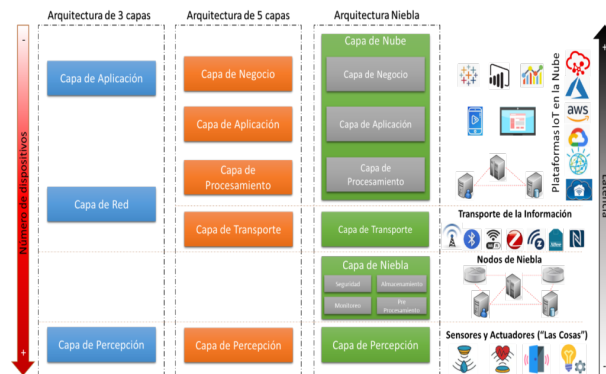 Arquitectura de 3 capas
Arquitectura de 5 capas
Arquitectura Niebla
-
Número de dispositivos
+
Capa de Aplicación
Capa de Red
Capa de Percepción
Capa de Negocio
Capa de Aplicación
Capa de
Procesamiento
Capa de Transporte
Capa de Percepción
Capa de Nube
Capa de Negocio
Capa de Aplicación
Capa de
Procesamiento
Capa de Transporte
Capa de Niebla
Seguridad
Almacenamiento
Monitoreo
Pre
Procesamiento
Capa de Percepción
Plataformas IoT en la Nube
aws
Transporte de la Información
Nodos de Niebla
Sensores y Actuadores ("Las Cosas")
+
Latencia
-